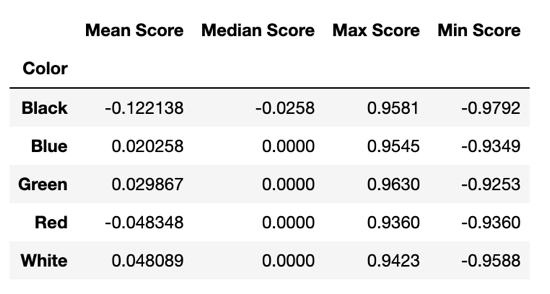 Mean Score Median Score Max Score Min Score
Color
Black -0.122138 -0.0258 0.9581 -0.9792
Blue 0.020258 0.0000 0.9545 -0.9349
Green 0.029867 0.0000 0.9630 -0.9253
Red -0.048348 0.0000 0.9360 -0.9360
White 0.048089 0.0000 0.9423 -0.9588